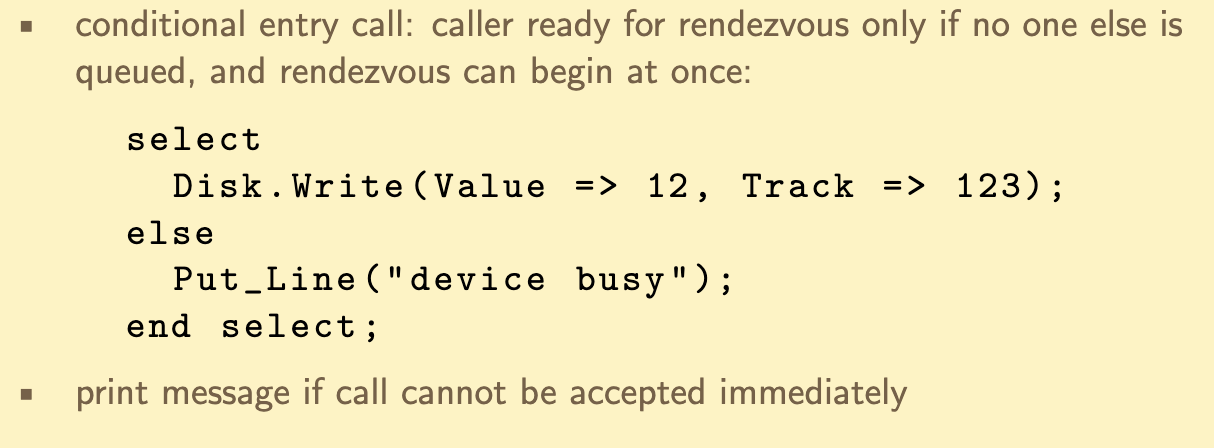 ▪ conditional entry call: caller ready for rendezvous only if no one else is
queued, and rendezvous can begin at once:
select
  Disk.Write(Value => 12, Track => 123);
else
  Put_Line("device busy");
end select;
▪ print message if call cannot be accepted immediately